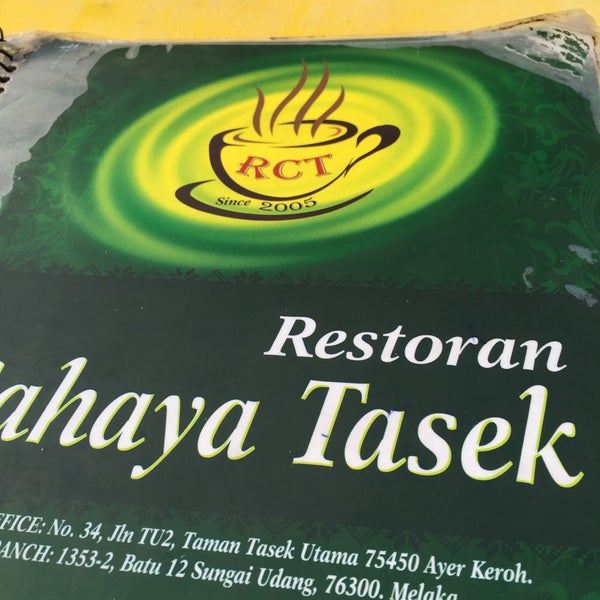 RCT
Since 2005
Restoran
ahaya Tasek
FFICE: No. 34, Jln TU2, Taman Tasek Utama 75450 Ayer Keroh.
ANCH: 1353-2, Batu 12 Sungai Udang, 76300. Melaka